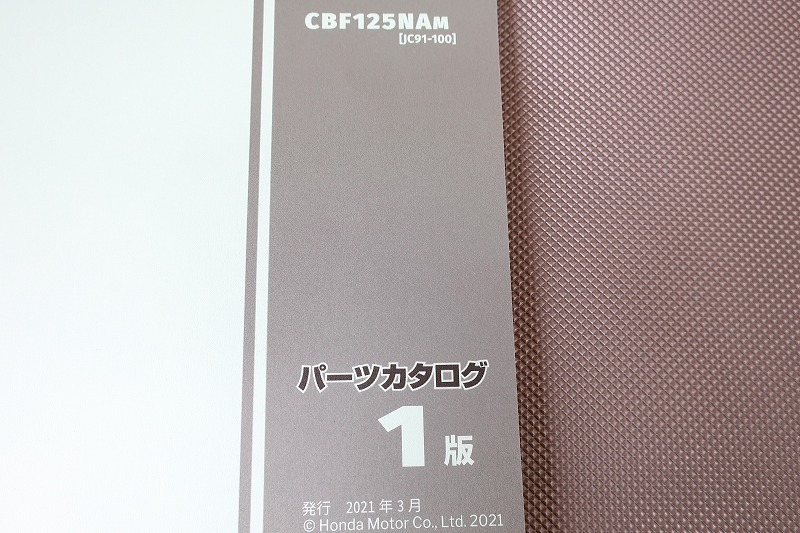 CBF125NAM
[JC91-100]
パーツカタログ
1版
発行 2021年3月
© Honda Motor Co., Ltd. 2021